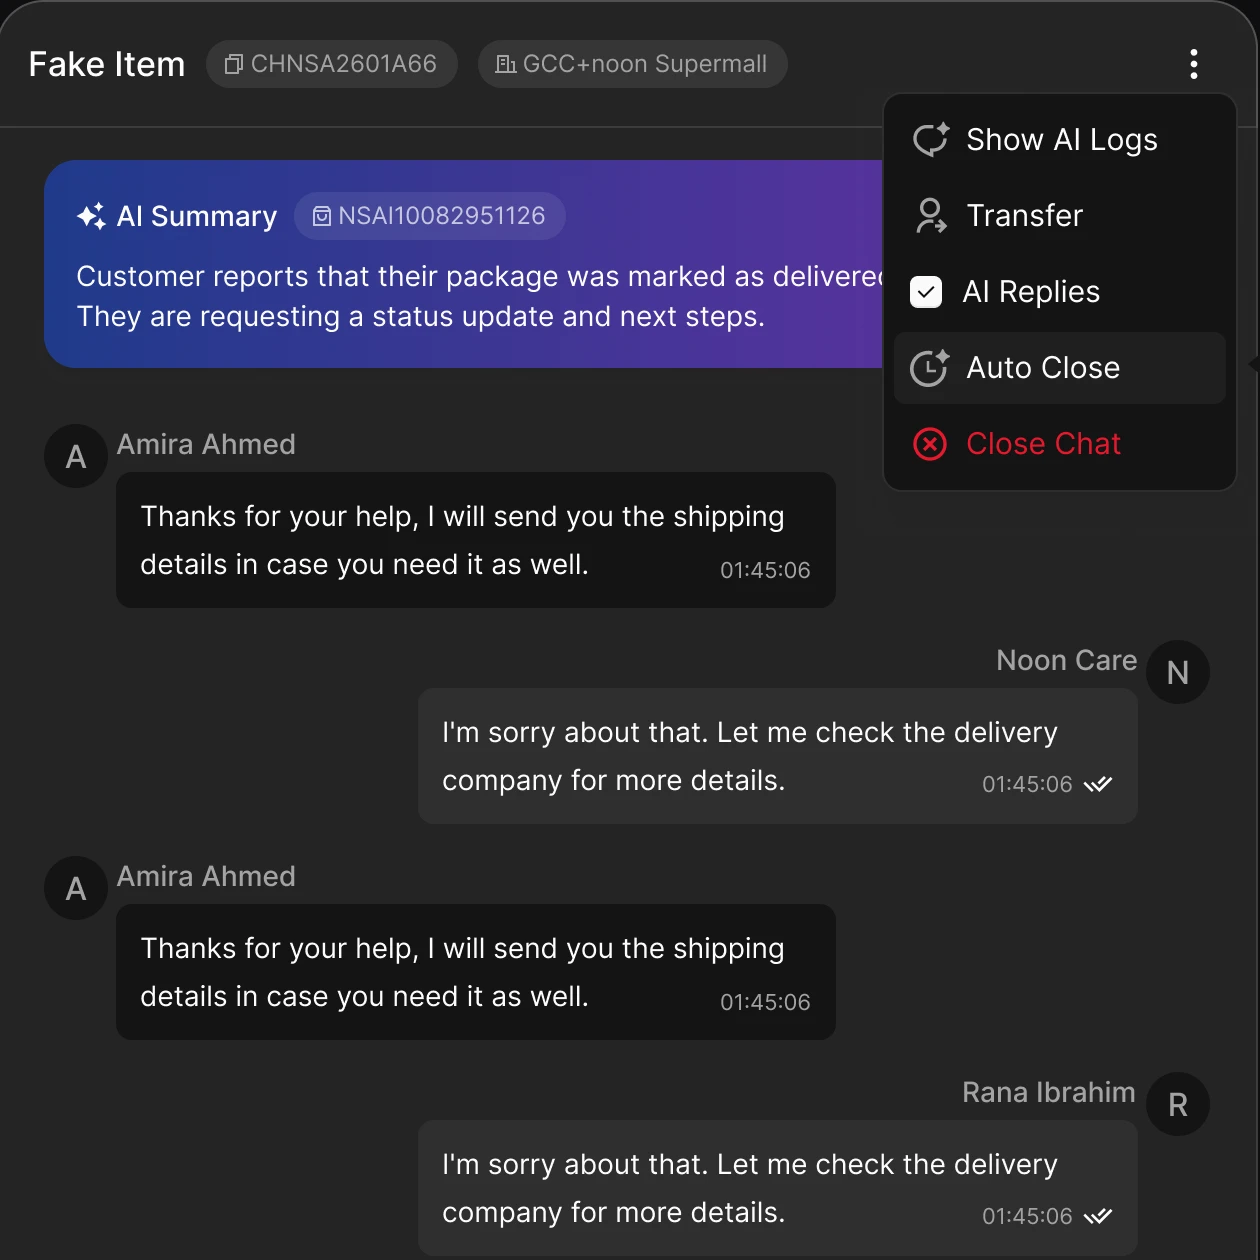 Fake Item CHNSA2601A66 GCC+noon Supermall
Show AI Logs
Transfer
AI Replies
Auto Close
Close Chat
AI Summary NSAI10082951126
Customer reports that their package was marked as delivered
They are requesting a status update and next steps.
A Amira Ahmed
Thanks for your help, I will send you the shipping
details in case you need it as well. 01:45:06
Noon Care N
I'm sorry about that. Let me check the delivery
company for more details. 01:45:06
A Amira Ahmed
Thanks for your help, I will send you the shipping
details in case you need it as well. 01:45:06
Rana Ibrahim R
I'm sorry about that. Let me check the delivery
company for more details. 01:45:06